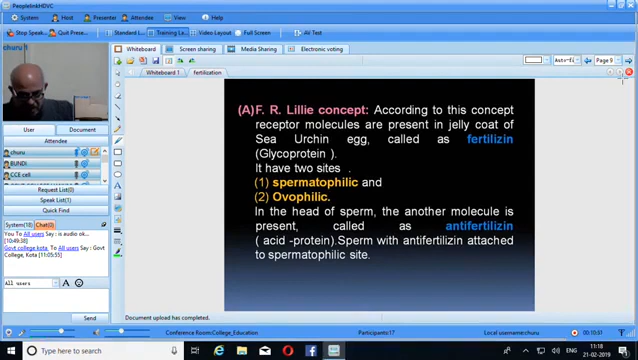 PeoplelinkHDVC
System Host Presenter Attendee View Help
Stop Speak... Quit Prese... Standard L... Training La... Video Layout Full Screen AV Text
churu
Whiteboard Screen sharing Media Sharing Electronic voting
Page 9
Whiteboard 1 fertilization
(A) F. R. Lillie concept: According to this concept
receptor molecules are present in jelly coat of
Sea Urchin egg, called as fertilizin
(Glycoprotein ).
It have two sites .
(1) spermatophilic and
(2) Ovophilic.
In the head of sperm, the another molecule is
present, called as antifertilizin
( acid -protein).Sperm with antifertilizin attached
to spermatophilic site.
User Document
Attendee
churu
BUNDI
CCE cell
Request List(0)
Speak List(1)
Quick Find
System(18) Chat(0)
You To All users Say: is audio ok...
[10:49:38]
Govt college.kota To All users Say: Govt
College, Kota [11:05:55]
All users
Send
Document upload has completed.
Conference Room:College_Education Participants:17 Local username:churu 00:10:51
Type here to search
11:18
21-02-2019